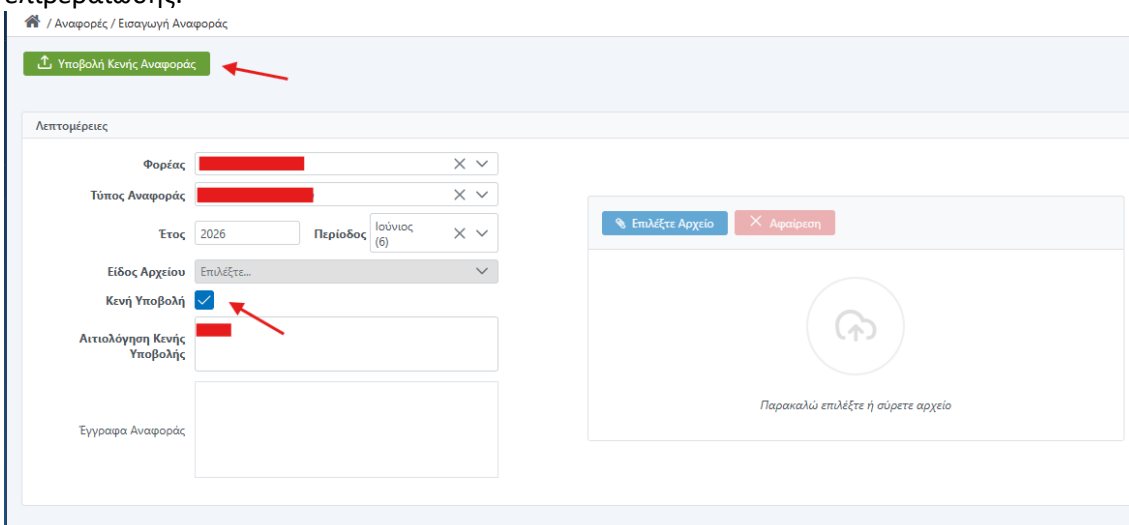 / Αναφορές / Εισαγωγή Αναφοράς
Υποβολή Κενής Αναφοράς
Λεπτομέρειες
Φορέας
Τύπος Αναφοράς
Έτος 2026 Περίοδος Ιούνιος (6)
Είδος Αρχείου Επιλέξτε...
Κενή Υποβολή
Αιτιολόγηση Κενής
Υποβολής
Έγγραφα Αναφοράς
Επιλέξτε Αρχείο Αφαίρεση
Παρακαλώ επιλέξτε ή σύρετε αρχείο